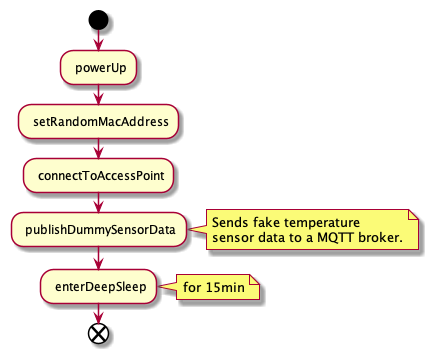 powerUp
setRandomMacAddress
connectToAccessPoint
publishDummySensorData
Sends fake temperature
sensor data to a MQTT broker.
enterDeepSleep
for 15min